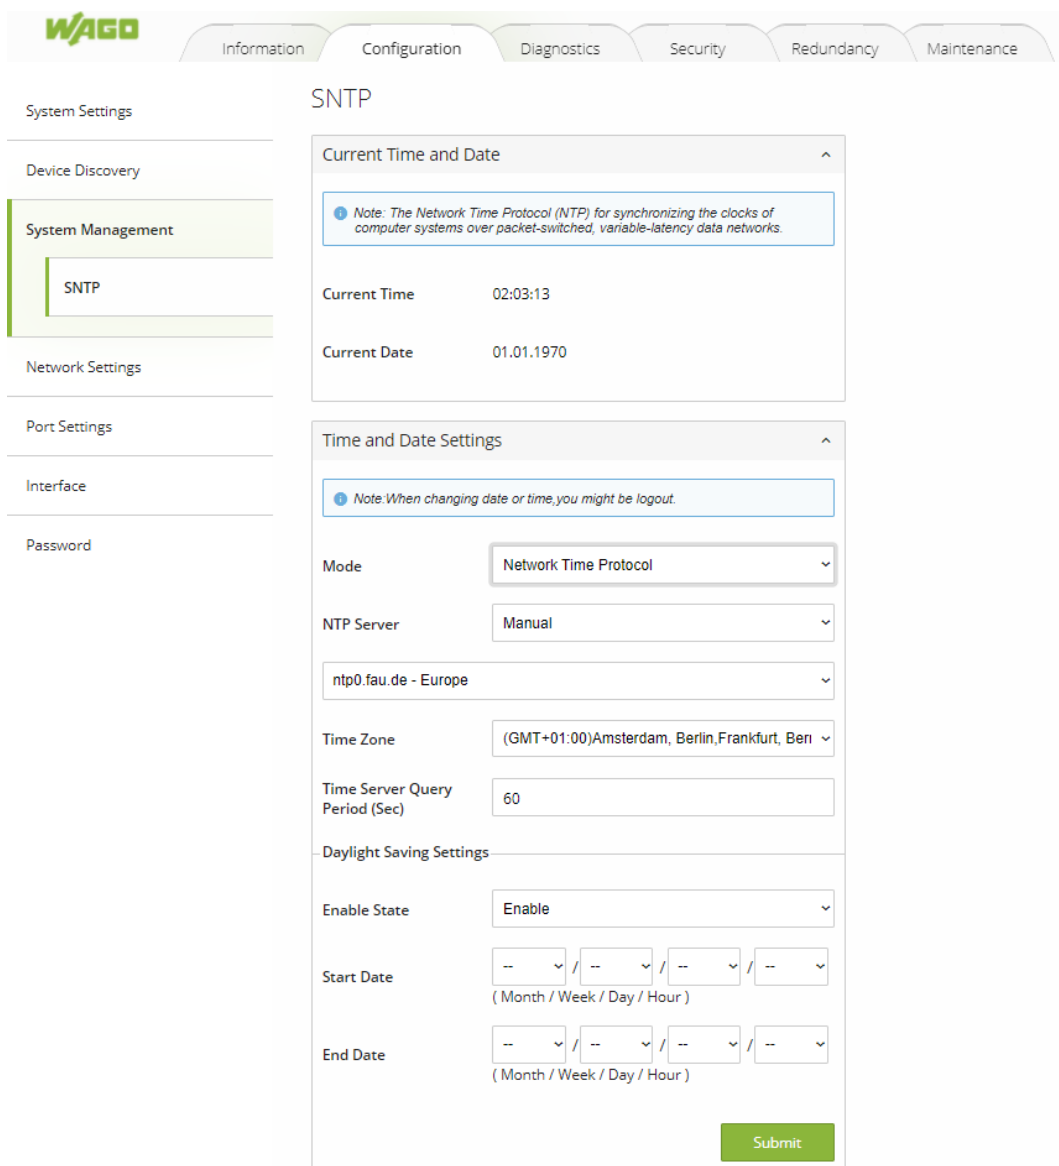 WAGO
Information Configuration Diagnostics Security Redundancy Maintenance
System Settings
Device Discovery
System Management
SNTP
Network Settings
Port Settings
Interface
Password
SNTP
Current Time and Date
Note: The Network Time Protocol (NTP) for synchronizing the clocks of
computer systems over packet-switched, variable-latency data networks.
Current Time 02:03:13
Current Date 01.01.1970
Time and Date Settings
Note:When changing date or time,you might be logout.
Mode Network Time Protocol
NTP Server Manual
ntp0.fau.de - Europe
Time Zone (GMT+01:00)Amsterdam, Berlin,Frankfurt,
Time Server Query
Period (Sec) 60
Daylight Saving Settings
Enable State Enable
Start Date -- / -- / -- / --
( Month / Week / Day / Hour )
End Date -- / -- / -- / --
( Month / Week / Day / Hour )
Submit